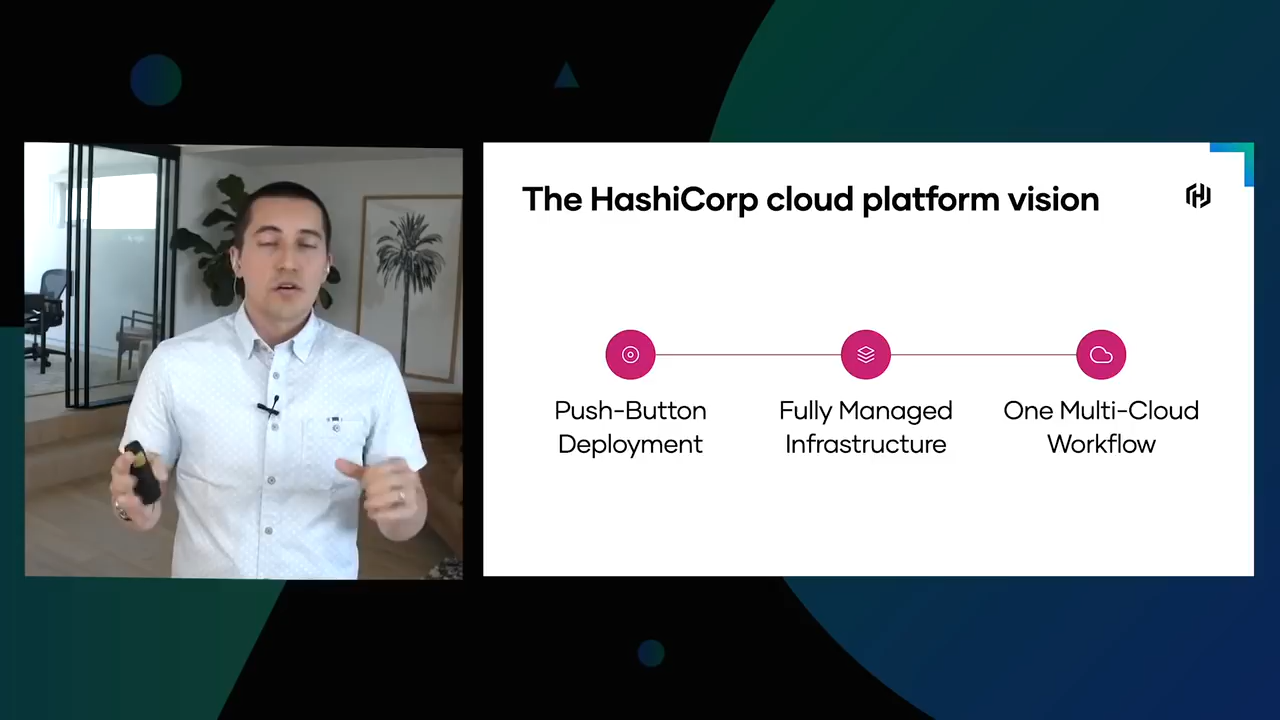 The HashiCorp cloud platform vision
Push-Button
Deployment
Fully Managed
Infrastructure
One Multi-Cloud
Workflow